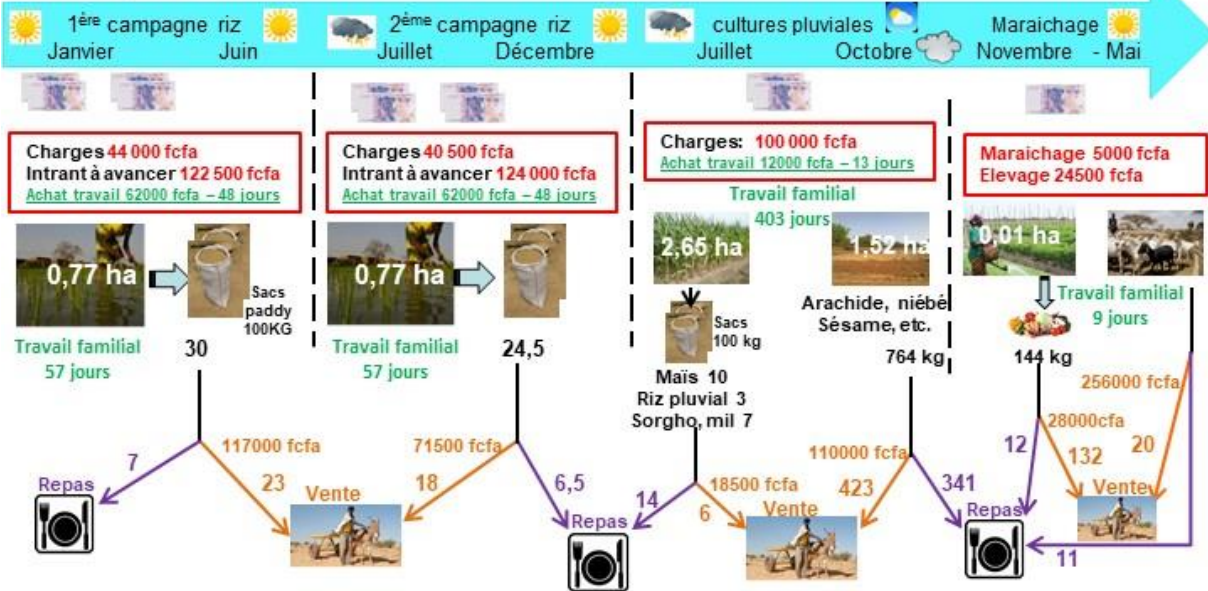 1ère campagne riz
Janvier Juin
2ème campagne riz
Juillet Décembre
cultures pluviales
Juillet Octobre
Maraichage
Novembre - Mai
Charges 44 000 fcfa
Intrant à avancer 122 500 fcfa
Achat travail 62000 fcfa – 48 jours
Charges 40 500 fcfa
Intrant à avancer 124 000 fcfa
Achat travail 62000 fcfa – 48 jours
Charges: 100 000 fcfa
Achat travail 12000 fcfa – 13 jours
Maraichage 5000 fcfa
Elevage 24500 fcfa
Travail familial
403 jours
0,77 ha
Sacs
paddy
100KG
Travail familial
57 jours
30
0,77 ha
Travail familial
57 jours
24,5
2,65 ha
Sacs
100 kg
Maïs 10
Riz pluvial 3
Sorgho, mil 7
1,52 ha
Arachide, niébé
Sésame, etc.
764 kg
0,01 ha
Travail familial
9 jours
144 kg
256000 fcfa
7
117000 fcfa
23
71500 fcfa
18
6,5
14
18500 fcfa
6
110000 fcfa
423
341
12
28000cfa
132
20
11
Repas
Vente
Repas
Vente
Repas
Vente